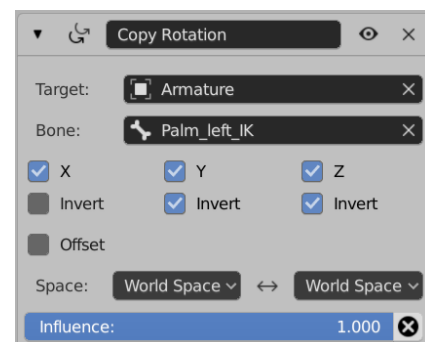 Copy Rotation
Target: Armature
Bone: Palm_left_IK
X Y Z
Invert Invert Invert
Offset
Space: World Space World Space
Influence: 1.000